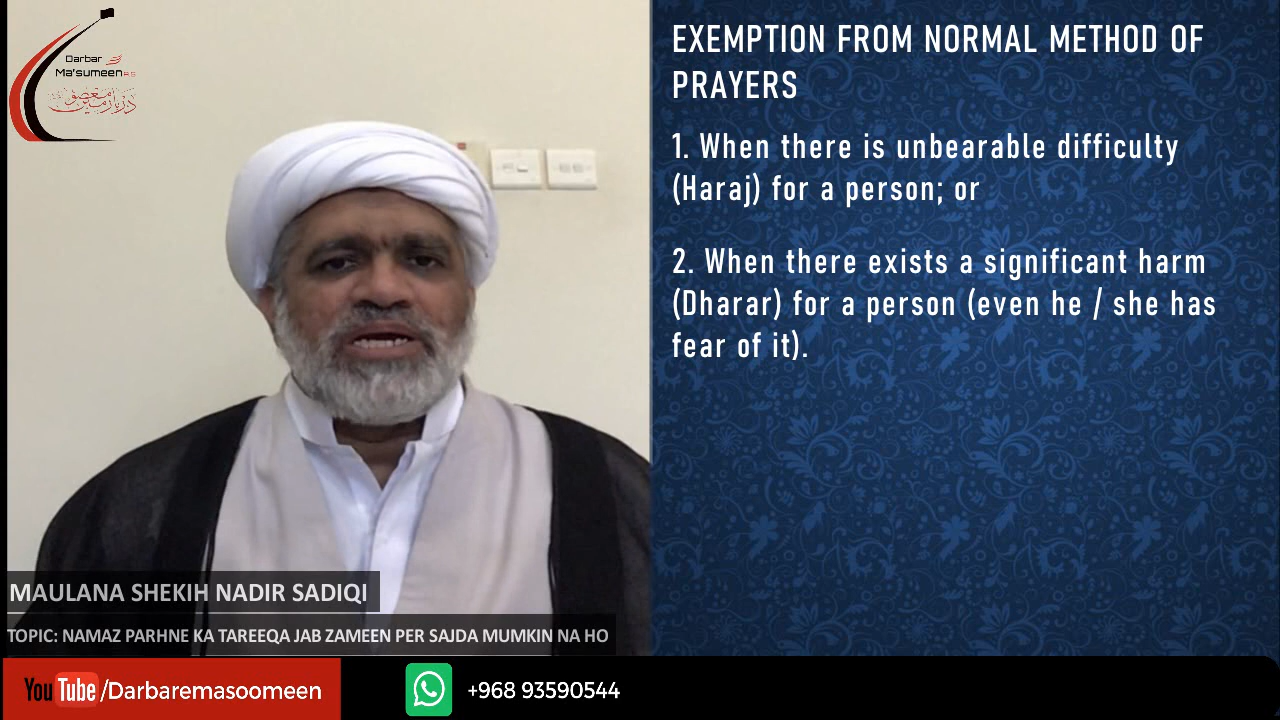 Darbar
Ma'sumeen A.S
EXEMPTION FROM NORMAL METHOD OF
PRAYERS
1. When there is unbearable difficulty
(Haraj) for a person; or
2. When there exists a significant harm
(Dharar) for a person (even he / she has
fear of it).
MAULANA SHEKIH NADIR SADIQI
TOPIC: NAMAZ PARHNE KA TAREEQA JAB ZAMEEN PER SAJDA MUMKIN NA HO
YouTube /Darbaremasoomeen
+968 93590544